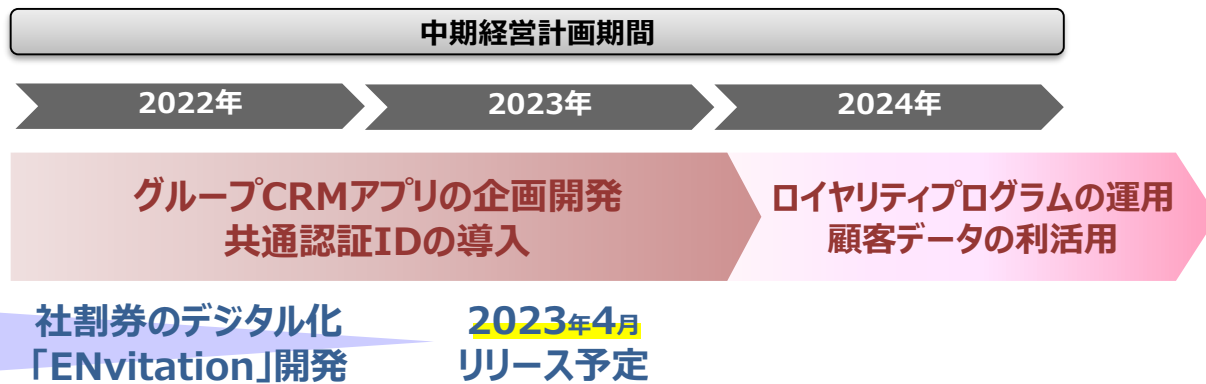 中期経営計画期間
2022年
2023年
2024年
グループCRMアプリの企画開発
共通認証IDの導入
ロイヤリティプログラムの運用
顧客データの利活用
社割券のデジタル化
「ENvitation」開発
2023年4月
リリース予定